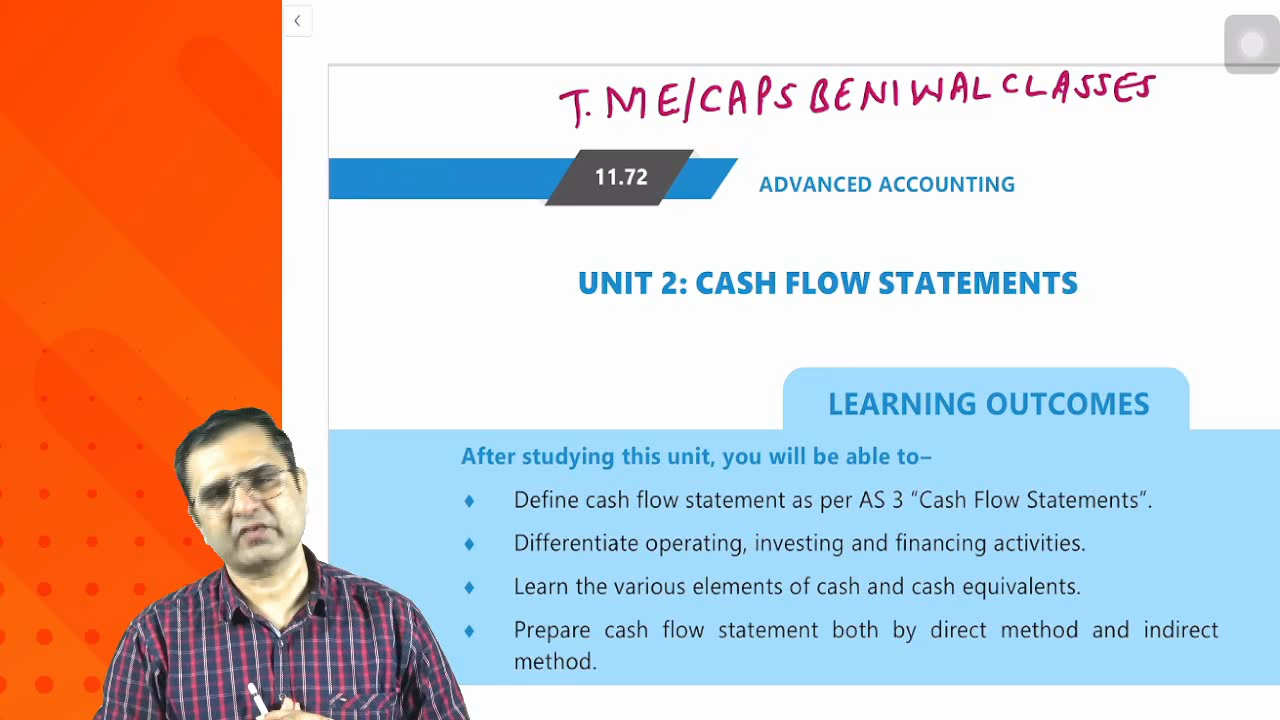 T.ME/CAPSBENIWALCLASSES
11.72
ADVANCED ACCOUNTING
UNIT 2: CASH FLOW STATEMENTS
LEARNING OUTCOMES
After studying this unit, you will be able to–
♦ Define cash flow statement as per AS 3 “Cash Flow Statements”.
♦ Differentiate operating, investing and financing activities.
♦ Learn the various elements of cash and cash equivalents.
♦ Prepare cash flow statement both by direct method and indirect
method.